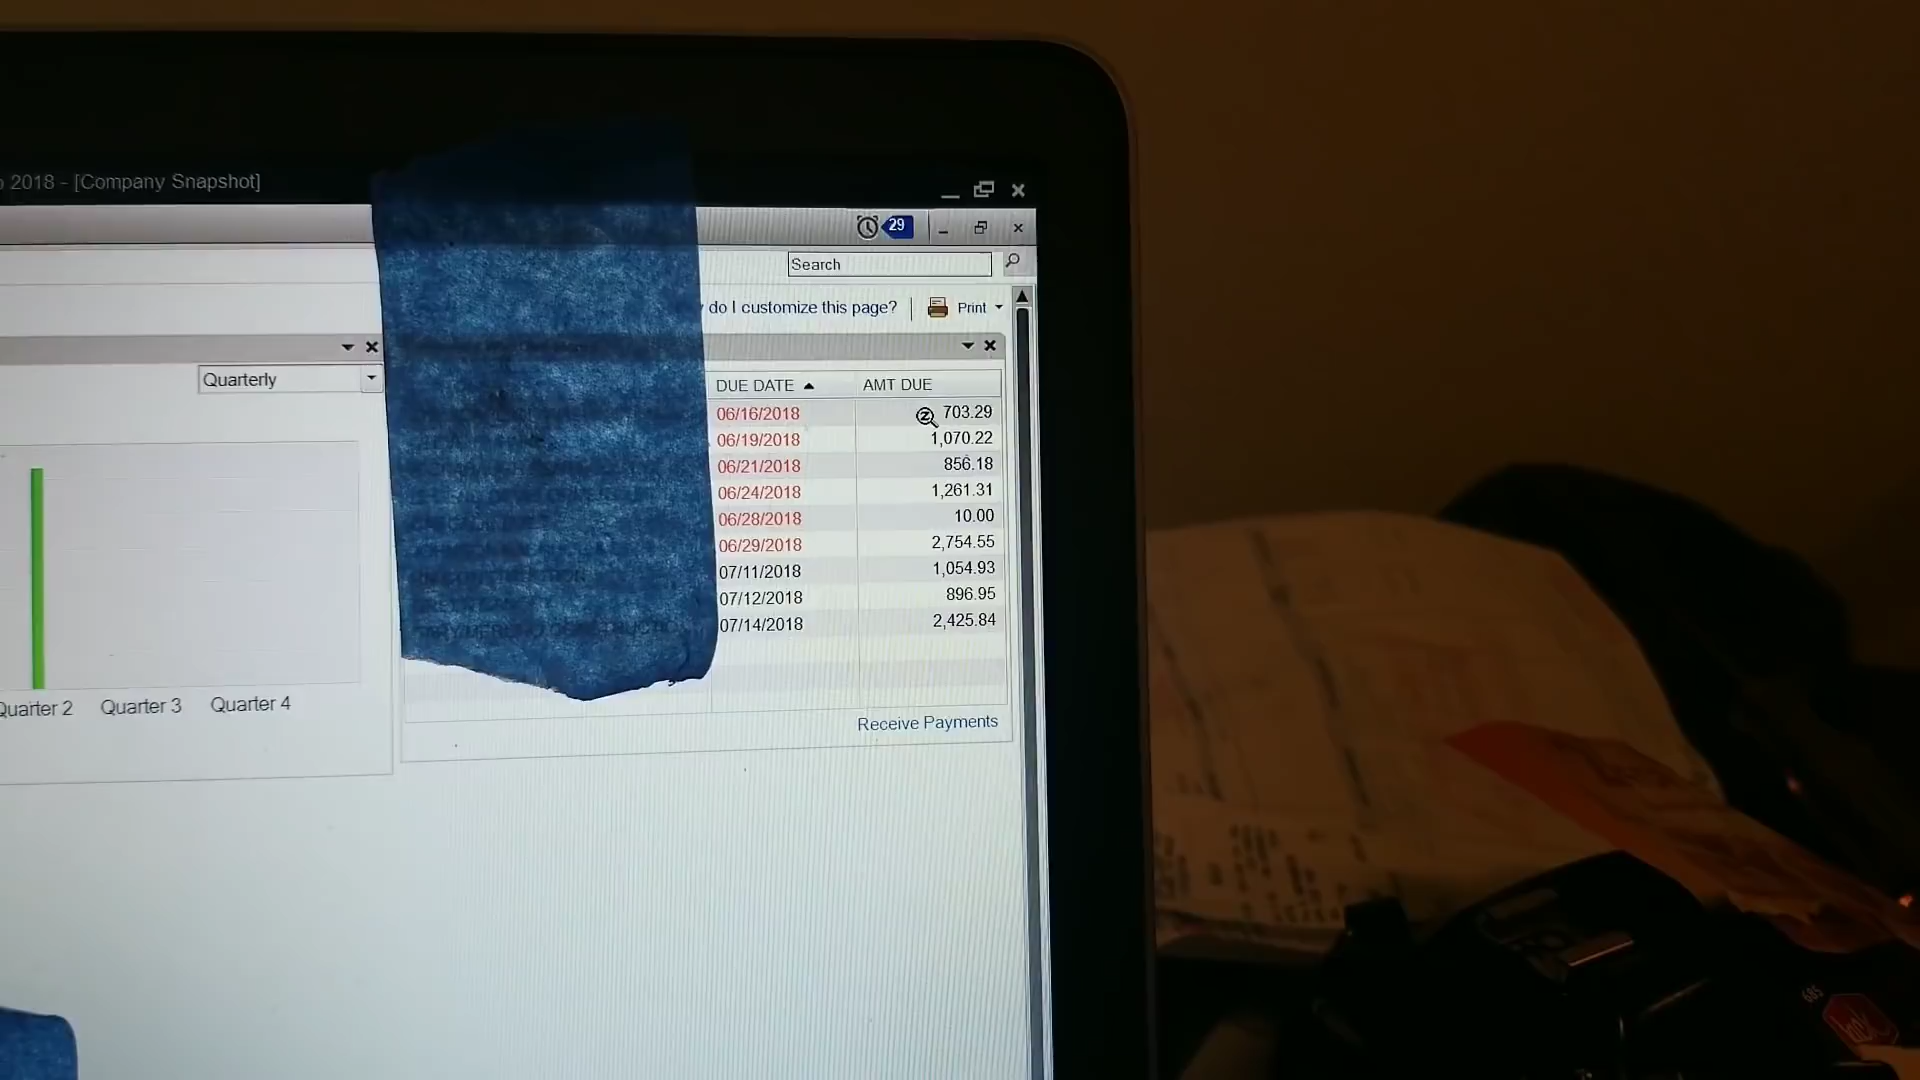 2018 - [Company Snapshot]
29
Search
do I customize this page?
Print
Quarterly
DUE DATE AMT DUE
06/16/2018 703.29
06/19/2018 1,070.22
06/21/2018 856.18
06/24/2018 1,261.31
06/28/2018 10.00
06/29/2018 2,754.55
07/11/2018 1,054.93
07/12/2018 896.95
07/14/2018 2,425.84
Quarter 2 Quarter 3 Quarter 4
Receive Payments
685